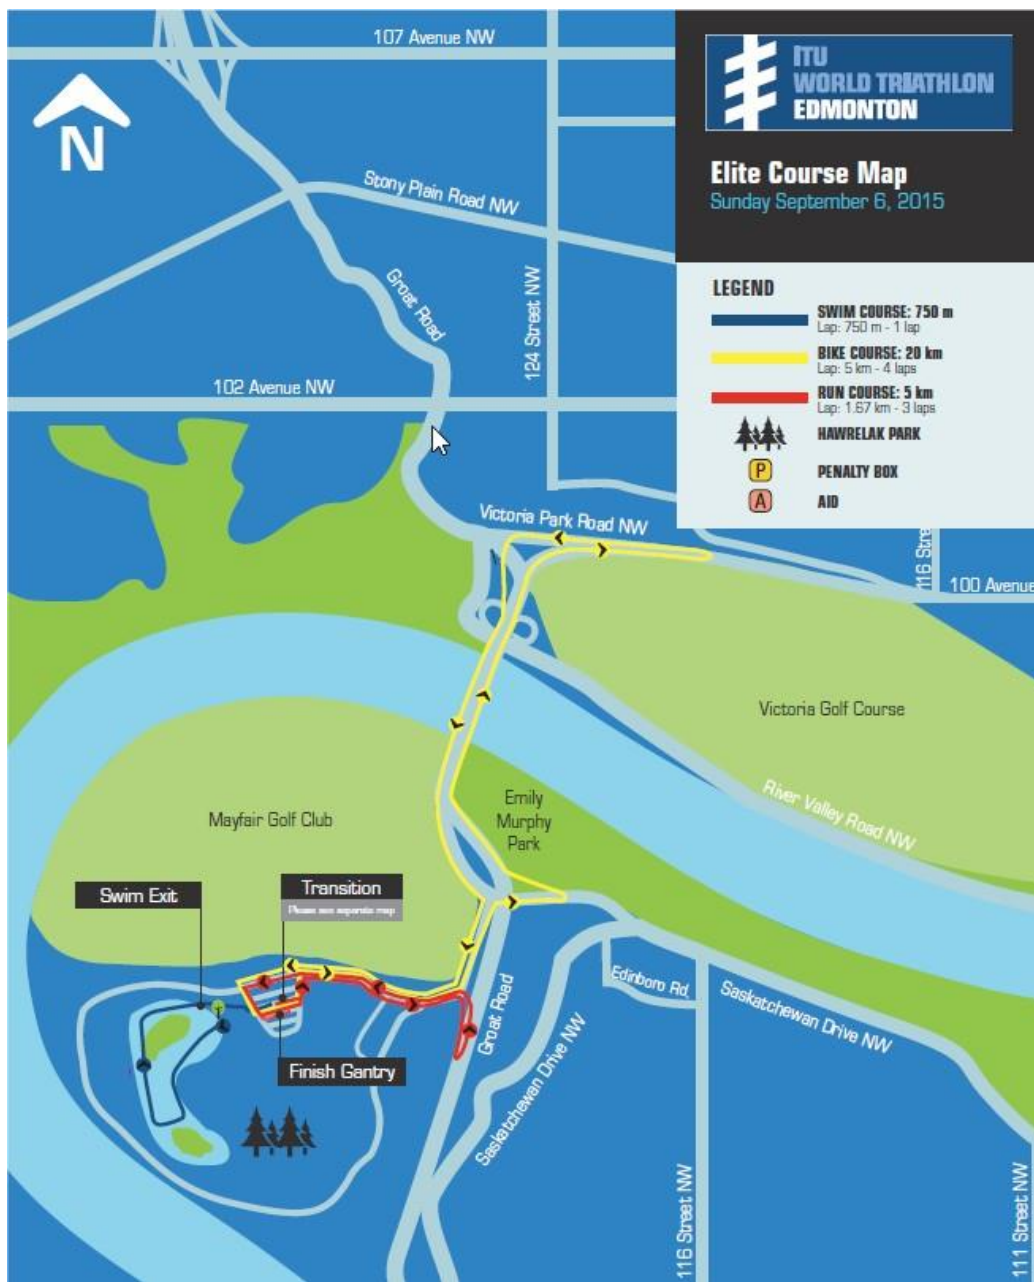 107 Avenue NW
N
Stony Plain Road NW
Groat Road
124 Street NW
102 Avenue NW
ITU
WORLD TRIATHLON
EDMONTON
Elite Course Map
Sunday September 6, 2015
LEGEND
SWIM COURSE: 750 m
Lap: 750 m - 1 lap
BIKE COURSE: 20 km
Lap: 5 km - 4 laps
RUN COURSE: 5 km
Lap: 1.67 km - 3 laps
HAWRELAK PARK
P PENALTY BOX
A AID
Victoria Park Road NW
116 Stre
100 Avenue
Victoria Golf Course
River Valley Road NW
Emily
Murphy
Park
Mayfair Golf Club
Swim Exit
Transition
Please see separate map
Finish Gantry
Groat Road
Edinboro Rd.
Saskatchewan Drive NW
Saskatchewan Drive NW
116 Street NW
111 Street NW